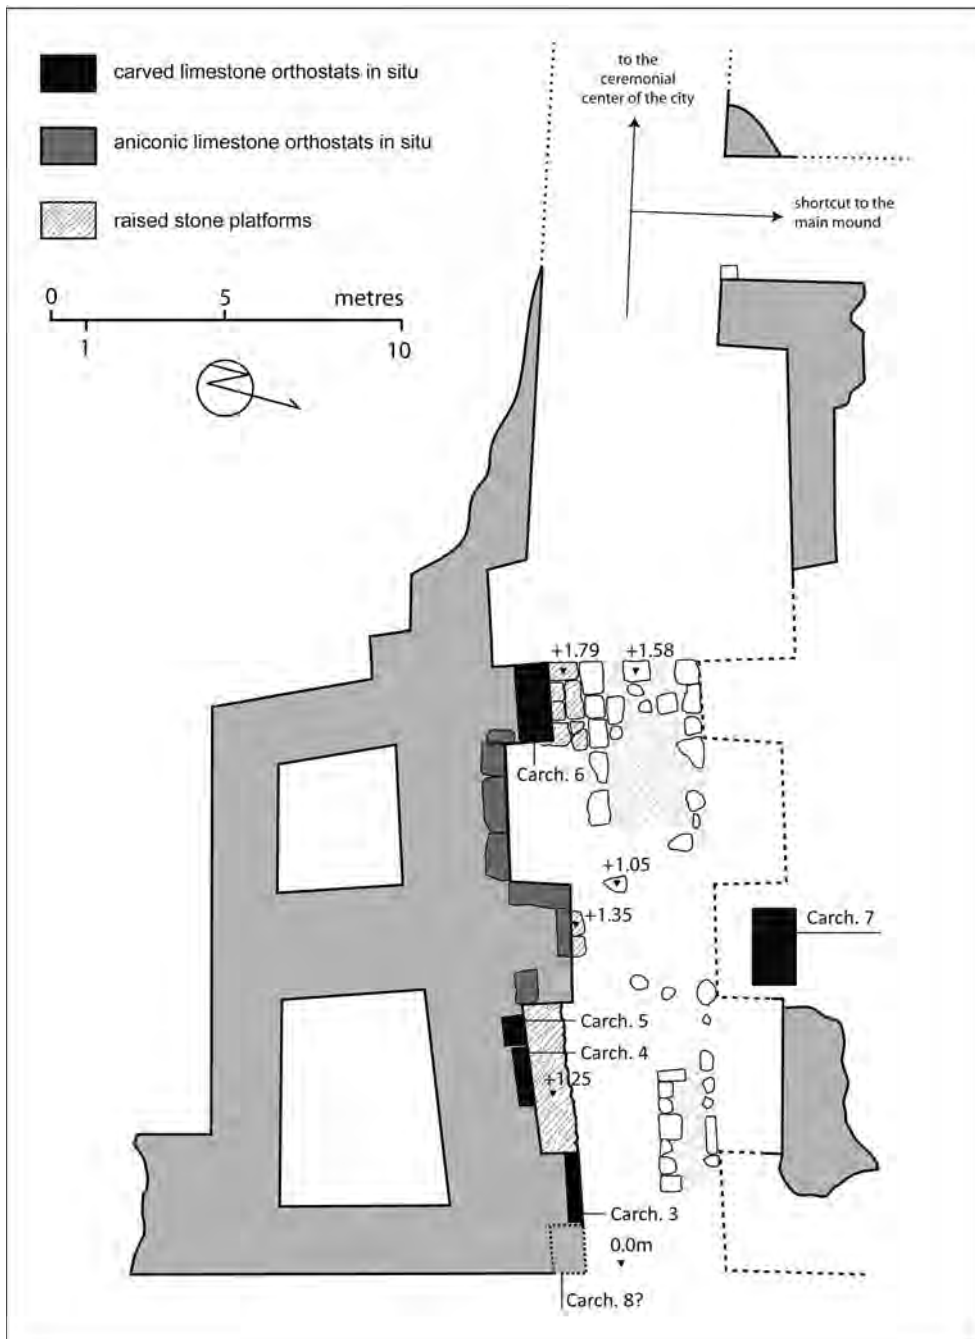 carved limestone orthostats in situ
aniconic limestone orthostats in situ
raised stone platforms
0 5 metres
1 10
to the
ceremonial
center of the city
shortcut to the
main mound
+1.79 +1.58
Carch. 6
+1.05
+1.35
Carch. 7
Carch. 5
Carch. 4
+1.25
Carch. 3
0.0m
Carch. 8?